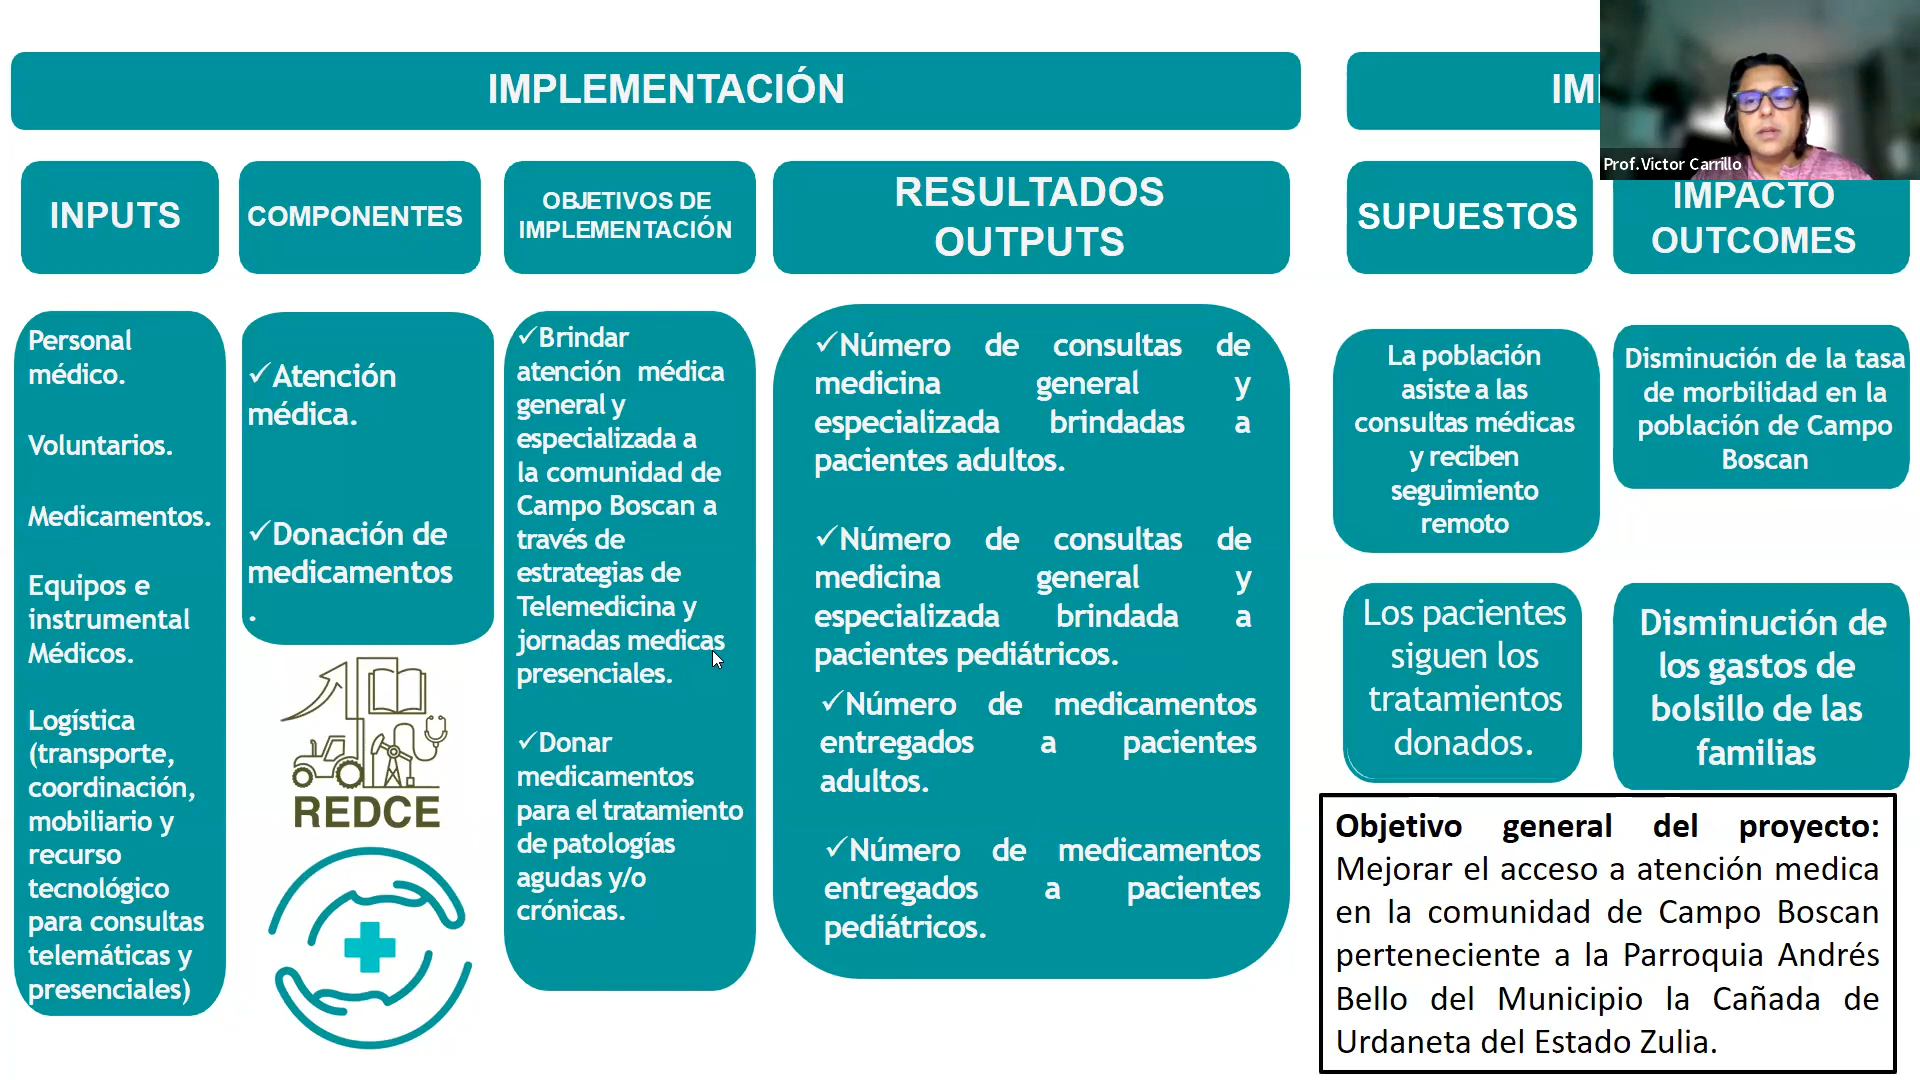 IMPLEMENTACIÓN
IM
Prof.Victor Carrillo
INPUTS
COMPONENTES
OBJETIVOS DE
IMPLEMENTACIÓN
RESULTADOS
OUTPUTS
SUPUESTOS
IMPACTO
OUTCOMES
Personal
médico.
Voluntarios.
Medicamentos.
Equipos e
instrumental
Médicos.
Logística
(transporte,
coordinación,
mobiliario y
recurso
tecnológico
para consultas
telemáticas y
presenciales)
✓Atención
médica.
✓Donación de
medicamentos
.
REDCE
✓Brindar
atención médica
general y
especializada a
la comunidad de
Campo Boscan a
través de
estrategias de
Telemedicina y
jornadas medicas
presenciales.
✓Donar
medicamentos
para el tratamiento
de patologías
agudas y/o
crónicas.
✓Número de consultas de
medicina general y
especializada brindadas a
pacientes adultos.
✓Número de consultas de
medicina general y
especializada brindada a
pacientes pediátricos.
✓Número de medicamentos
entregados a pacientes
adultos.
✓Número de medicamentos
entregados a pacientes
pediátricos.
La población
asiste a las
consultas médicas
y reciben
seguimiento
remoto
Los pacientes
siguen los
tratamientos
donados.
Disminución de la tasa
de morbilidad en la
población de Campo
Boscan
Disminución de
los gastos de
bolsillo de las
familias
Objetivo general del proyecto:
Mejorar el acceso a atención medica
en la comunidad de Campo Boscan
perteneciente a la Parroquia Andrés
Bello del Municipio la Cañada de
Urdaneta del Estado Zulia.